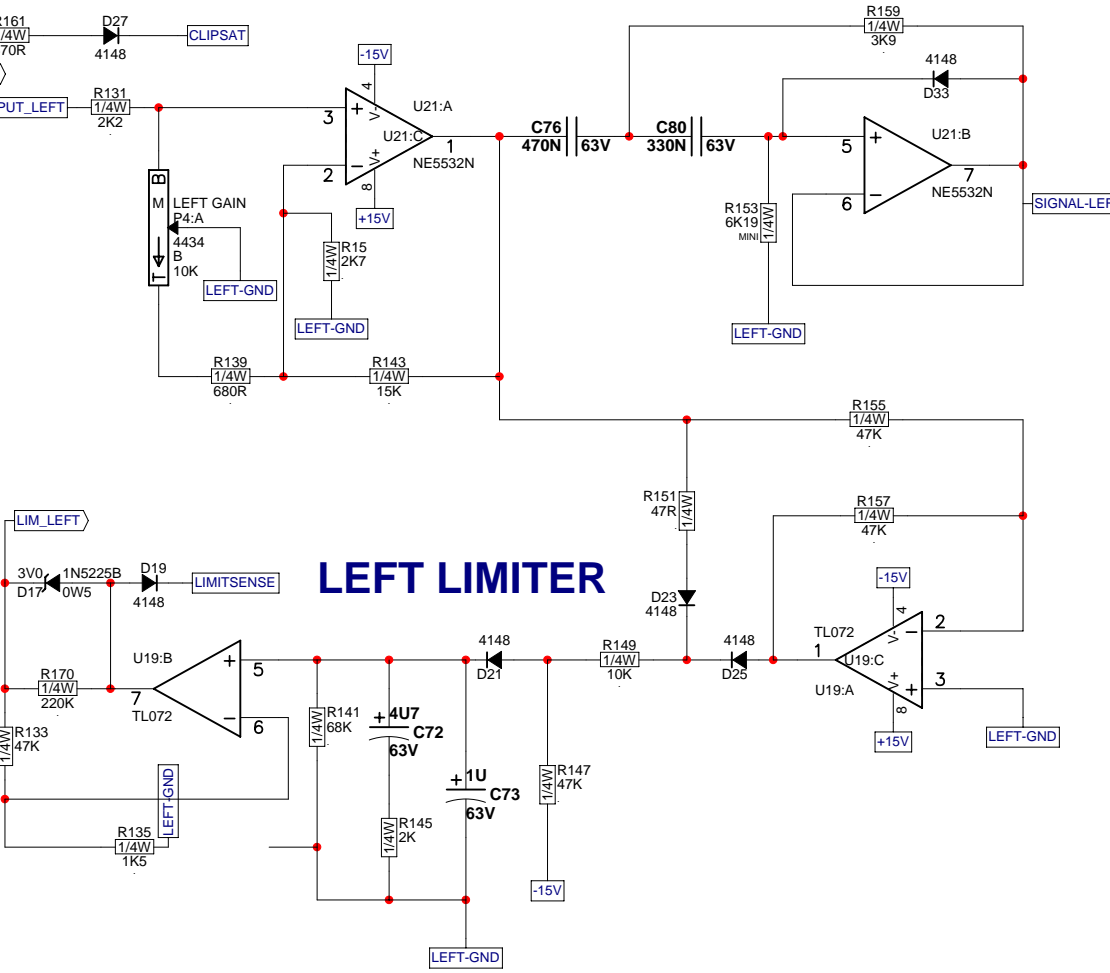 R161
1/4W
D27
4148
CLIPSAT
R159
1/4W
3K9
-15V
4
V-
4148
D33
R131
1/4W
2K2
3
+
U21:A
U21:C
1
NE5532N
2
–
V+
8
+15V
C76
470N
63V
C80
330N
63V
5
+
U21:B
7
NE5532N
6
–
SIGNAL-LEF
B
M
T
LEFT GAIN
P4:A
4434
B
10K
LEFT-GND
1/4W
R15
2K7
LEFT-GND
R153
6K19
MINI
1/4W
LEFT-GND
R139
1/4W
680R
R143
1/4W
15K
R155
1/4W
47K
R151
47R
1/4W
R157
1/4W
47K
LIM_LEFT
3V0
D17
1N5225B
0W5
D19
4148
LIMITSENSE
LEFT LIMITER
D23
4148
-15V
4
V-
TL072
1
U19:C
U19:A
–
2
+
3
V+
8
+15V
LEFT-GND
U19:B
+
5
7
TL072
–
6
R170
1/4W
220K
4148
D21
R149
1/4W
10K
4148
D25
1/4W
R133
47K
1/4W
R141
68K
+ 4U7
C72
63V
+ 1U
C73
63V
1/4W
R147
47K
1/4W
R145
2K
LEFT-GND
R135
1/4W
1K5
-15V
LEFT-GND